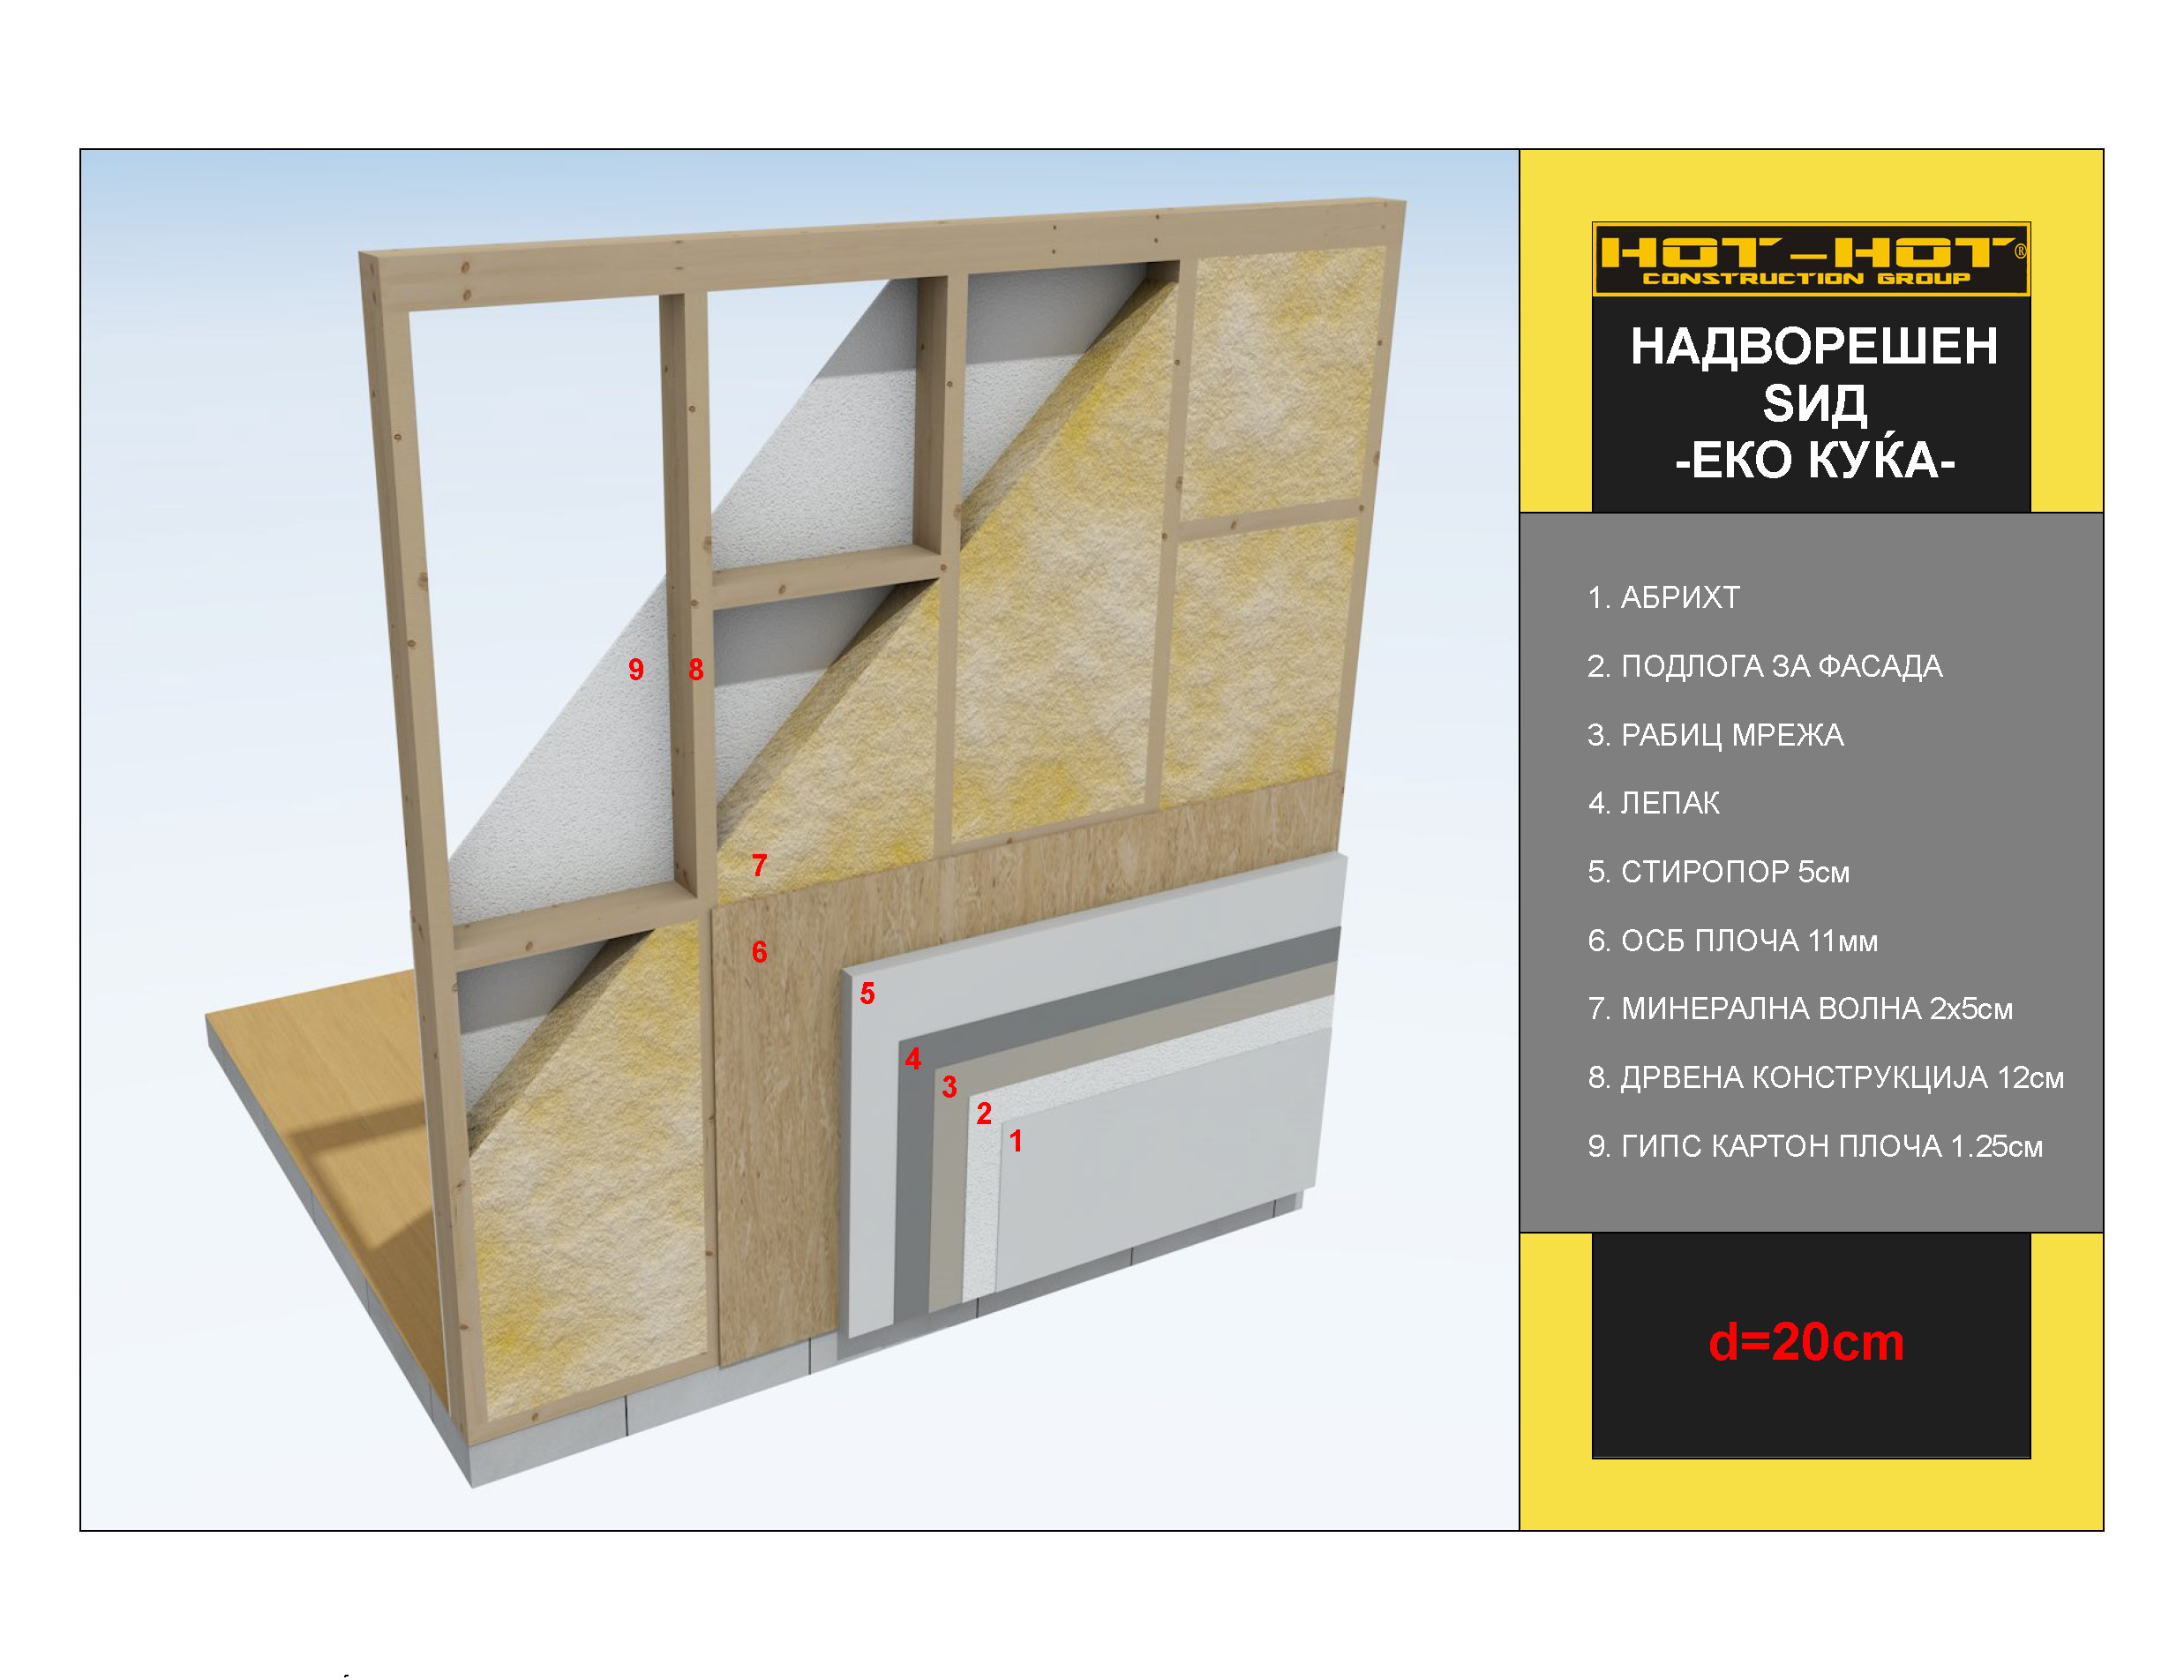 HOT-HOT®
CONSTRUCTION GROUP
НАДВОРЕШЕН
ЅИД
-ЕКО КУЌА-
1. АБРИХТ
2. ПОДЛОГА ЗА ФАСАДА
3. РАБИЦ МРЕЖА
4. ЛЕПАК
5. СТИРОПОР 5см
6. ОСБ ПЛОЧА 11мм
7. МИНЕРАЛНА ВОЛНА 2х5см
8. ДРВЕНА КОНСТРУКЦИЈА 12см
9. ГИПС КАРТОН ПЛОЧА 1.25см
d=20cm
9 8
7
6
5
4
3
2
1